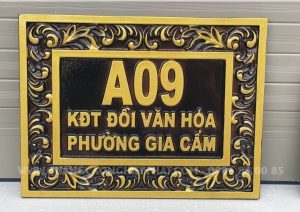 A09
KĐT ĐỒI VĂN HÓA
PHƯỜNG GIA CẨM